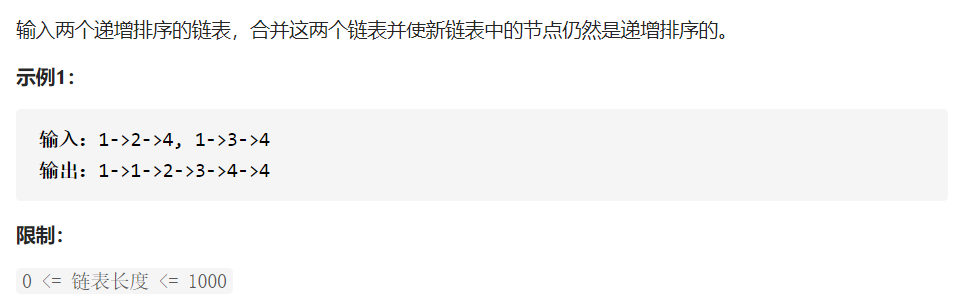 输入两个递增排序的链表，合并这两个链表并使新链表中的节点仍然是递增排序的。
示例1：
输入：1->2->4, 1->3->4
输出：1->1->2->3->4->4
限制：
0 <= 链表长度 <= 1000